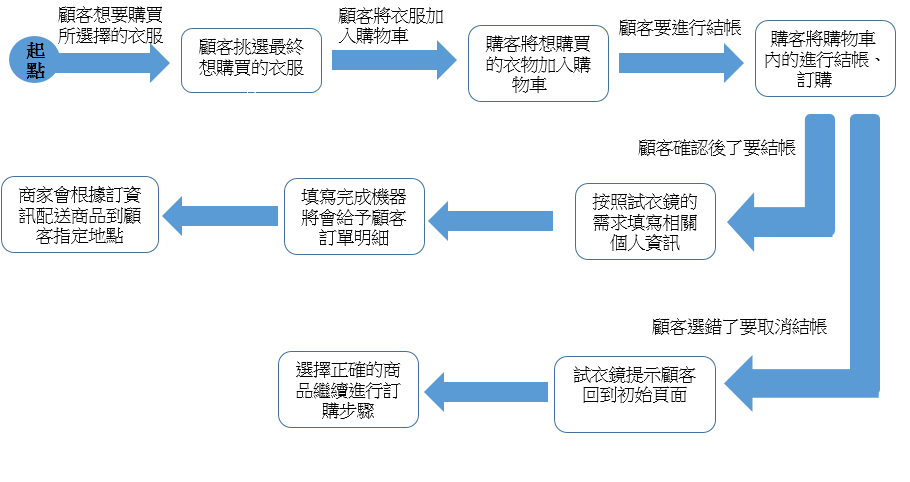 起
點
顧客想要購買
所選擇的衣服
顧客挑選最終
想購買的衣服
顧客將衣服加
入購物車
購客將想購買
的衣物加入購
物車
顧客要進行結帳
購客將購物車
內的進行結帳、
訂購
顧客確認後了要結帳
按照試衣鏡的
需求填寫相關
個人資訊
填寫完成機器
將會給予顧客
訂單明細
商家會根據訂資
訊配送商品到顧
客指定地點
顧客選錯了要取消結帳
試衣鏡提示顧客
回到初始頁面
選擇正確的商
品繼續進行訂
購步驟